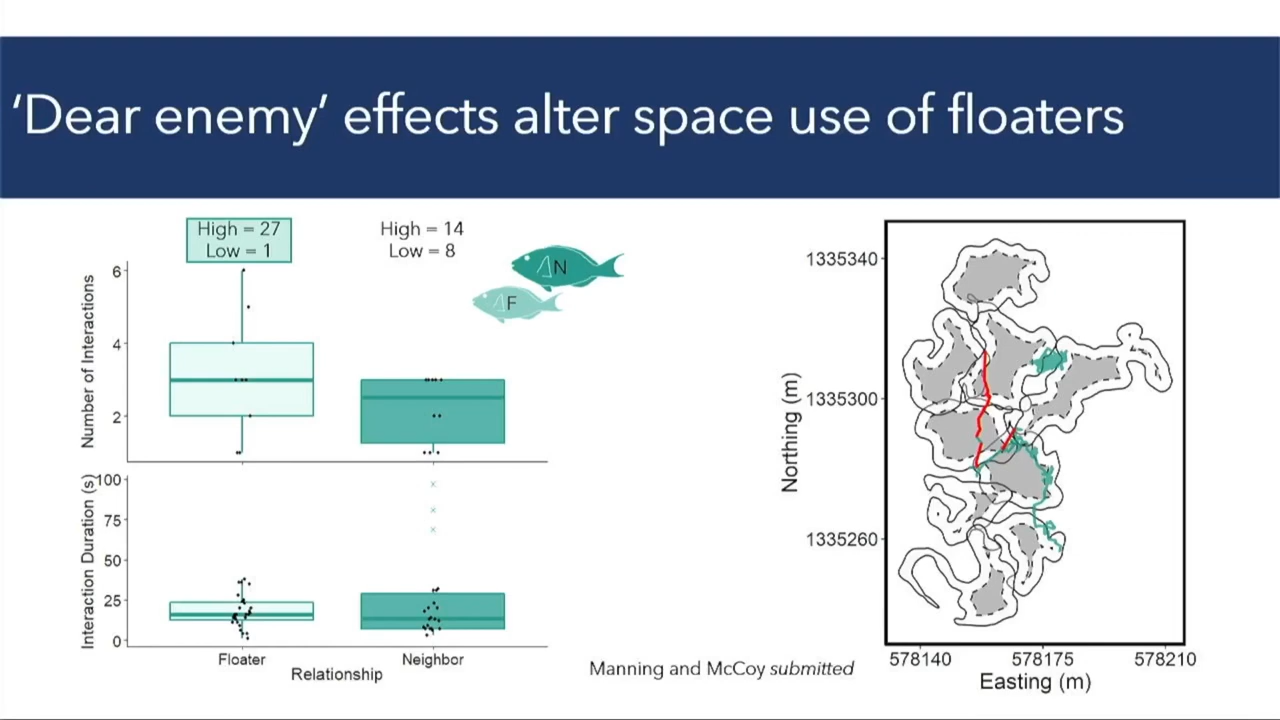 ‘Dear enemy’ effects alter space use of floaters
High = 27
Low = 1
High = 14
Low = 8
N
F
Number of Interactions
6
4
2
Interaction Duration (s)
100
75
50
25
0
Floater
Neighbor
Relationship
Manning and McCoy submitted
Northing (m)
1335340
1335300
1335260
578140
578175
578210
Easting (m)